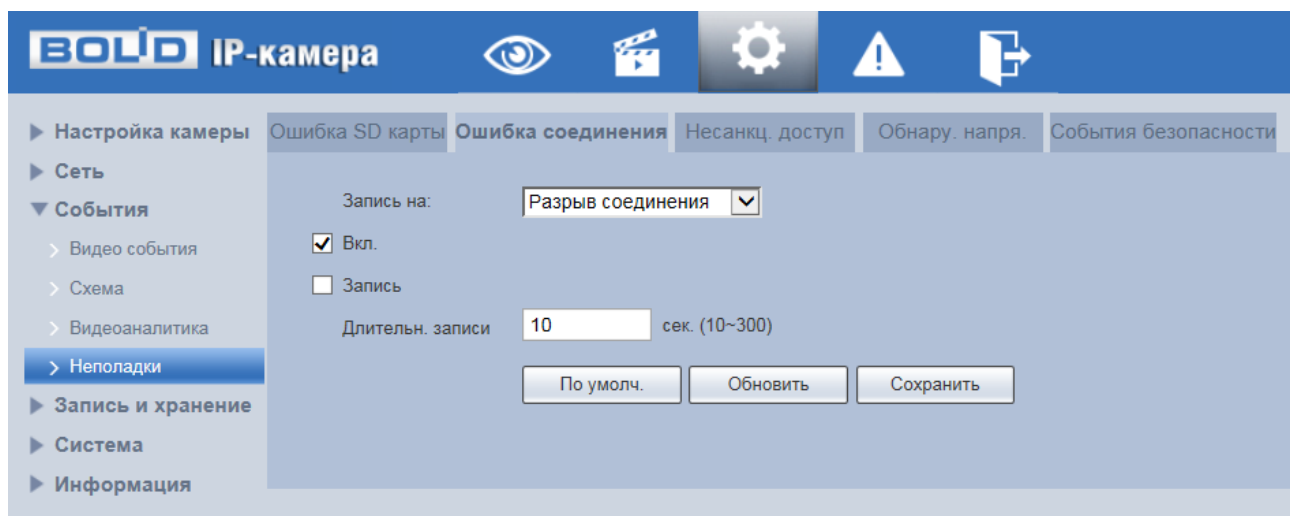 BOLID IP-камера
Настройка камеры
Сеть
События
Видео события
Схема
Видеоаналитика
Неполадки
Запись и хранение
Система
Информация
Ошибка SD карты Ошибка соединения Несанкц. доступ Обнару. напря. События безопасности
Запись на: Разрыв соединения
Вкл.
Запись
Длительн. записи 10 сек. (10~300)
По умолч. Обновить Сохранить